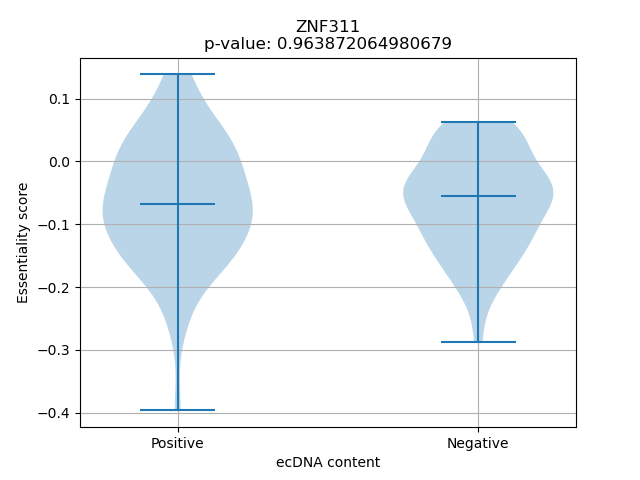 ZNF311
p-value: 0.963872064980679
0.1
0.0
−0.1
−0.2
−0.3
−0.4
Essentiality score
Positive
Negative
ecDNA content